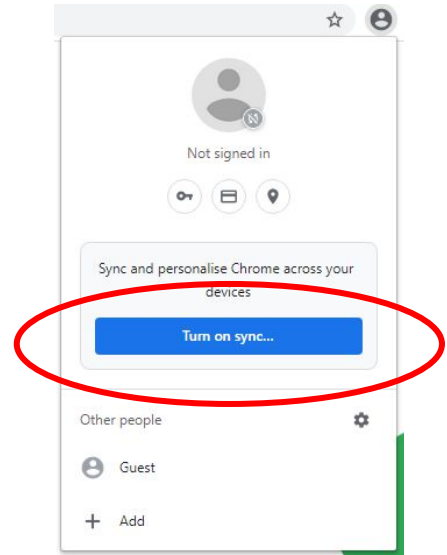 Not signed in
Sync and personalise Chrome across your
devices
Turn on sync...
Other people
Guest
Add